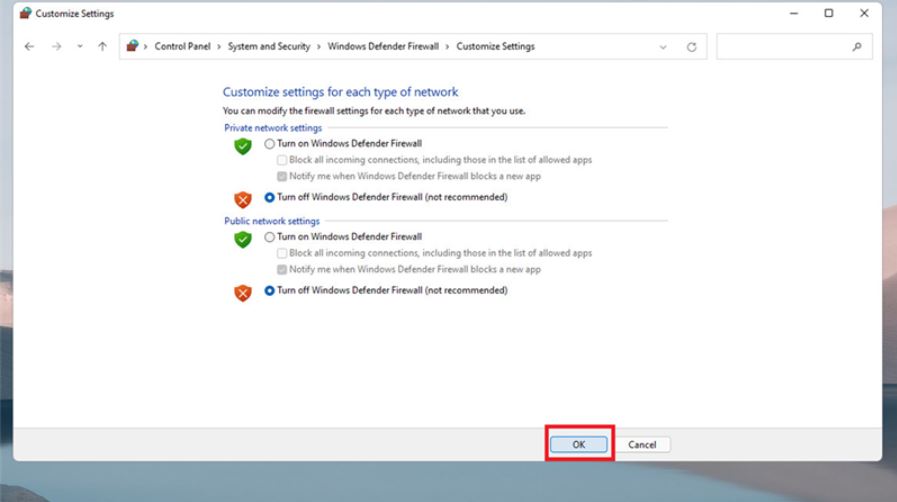 Customize Settings
Control Panel > System and Security > Windows Defender Firewall > Customize Settings
Customize settings for each type of network
You can modify the firewall settings for each type of network that you use.
Private network settings
Turn on Windows Defender Firewall
Block all incoming connections, including those in the list of allowed apps
Notify me when Windows Defender Firewall blocks a new app
Turn off Windows Defender Firewall (not recommended)
Public network settings
Turn on Windows Defender Firewall
Block all incoming connections, including those in the list of allowed apps
Notify me when Windows Defender Firewall blocks a new app
Turn off Windows Defender Firewall (not recommended)
OK Cancel